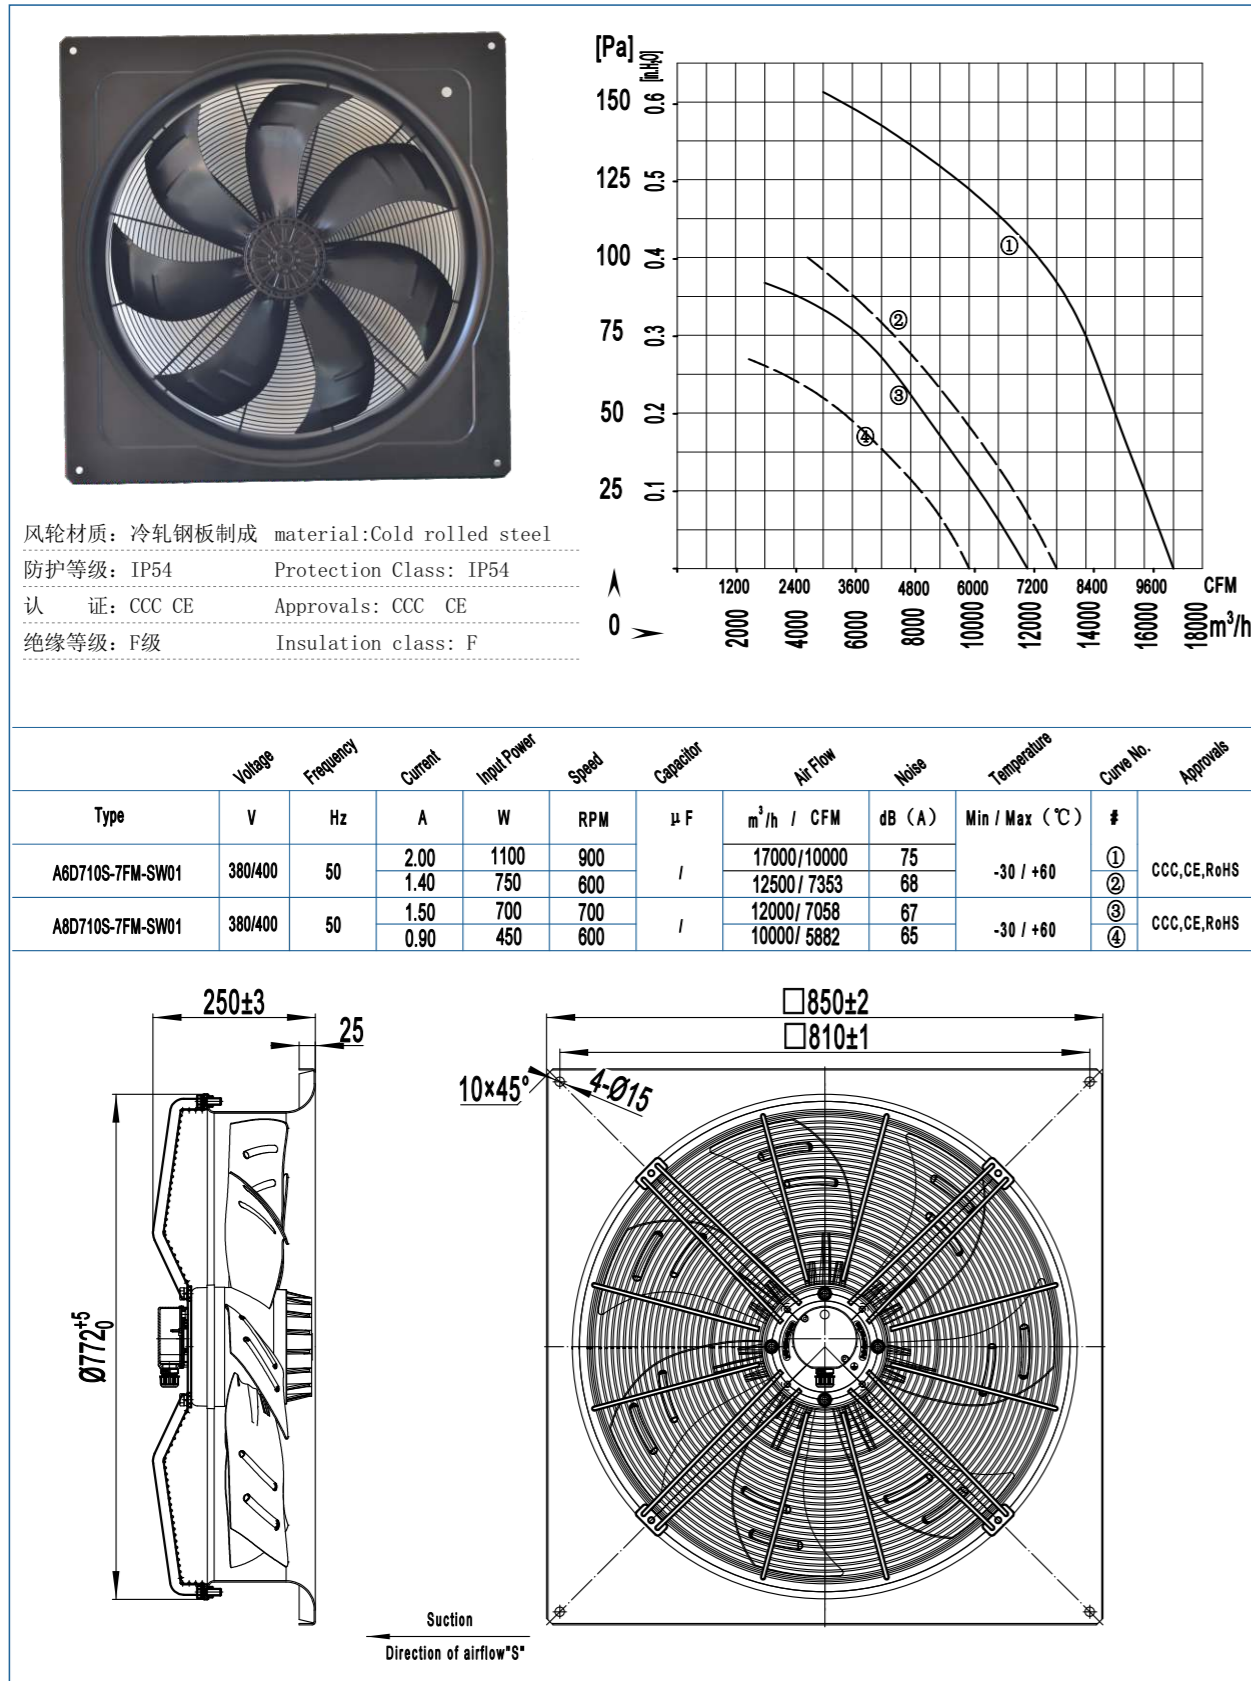 [Pa]
[in.H₂O]
150 0.6
125 0.5
100 0.4
75 0.3
50 0.2
25 0.1
0
①
②
③
④
1200 2400 3600 4800 6000 7200 8400 9600 CFM
2000 4000 6000 8000 10000 12000 14000 16000 18000 m³/h
风轮材质：冷轧钢板制成 material:Cold rolled steel
防护等级：IP54 Protection Class: IP54
认 证：CCC CE Approvals: CCC CE
绝缘等级：F级 Insulation class: F
Voltage Frequency Current Input Power Speed Capacitor Air Flow Noise Temperature Curve No. Approvals
Type V Hz A W RPM μF m³/h / CFM dB（A） Min / Max（℃） #
A6D710S-7FM-SW01 380/400 50 2.00 1100 900 / 17000/10000 75 -30 / +60 ① CCC,CE,RoHS
1.40 750 600 12500/ 7353 68 ②
A8D710S-7FM-SW01 380/400 50 1.50 700 700 / 12000/ 7058 67 -30 / +60 ③ CCC,CE,RoHS
0.90 450 600 10000/ 5882 65 ④
250±3
25
Ø772+5 0
□850±2
□810±1
10×45°
4-Ø15
Suction
Direction of airflow"S"